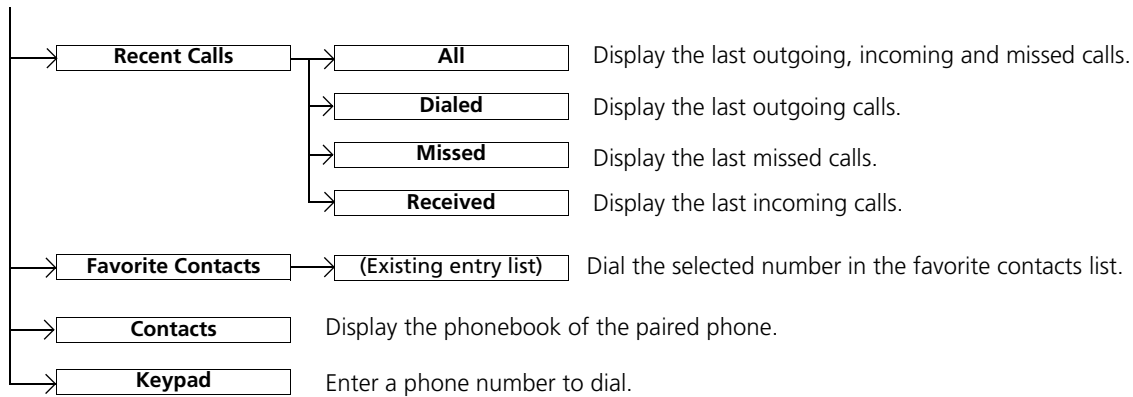 Recent Calls All Display the last outgoing, incoming and missed calls.
Dialed Display the last outgoing calls.
Missed Display the last missed calls.
Received Display the last incoming calls.
Favorite Contacts (Existing entry list) Dial the selected number in the favorite contacts list.
Contacts Display the phonebook of the paired phone.
Keypad Enter a phone number to dial.